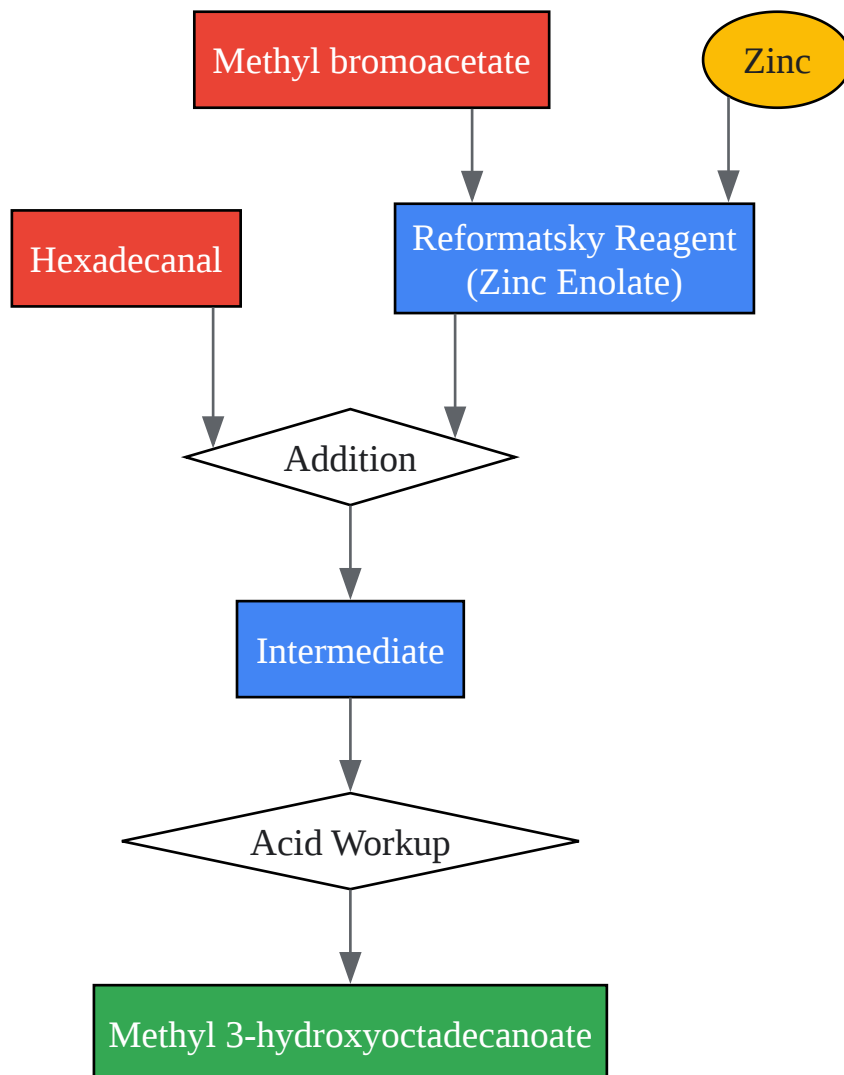 Methyl bromoacetate
Zinc
Hexadecanal
Reformatsky Reagent
(Zinc Enolate)
Addition
Intermediate
Acid Workup
Methyl 3-hydroxyoctadecanoate